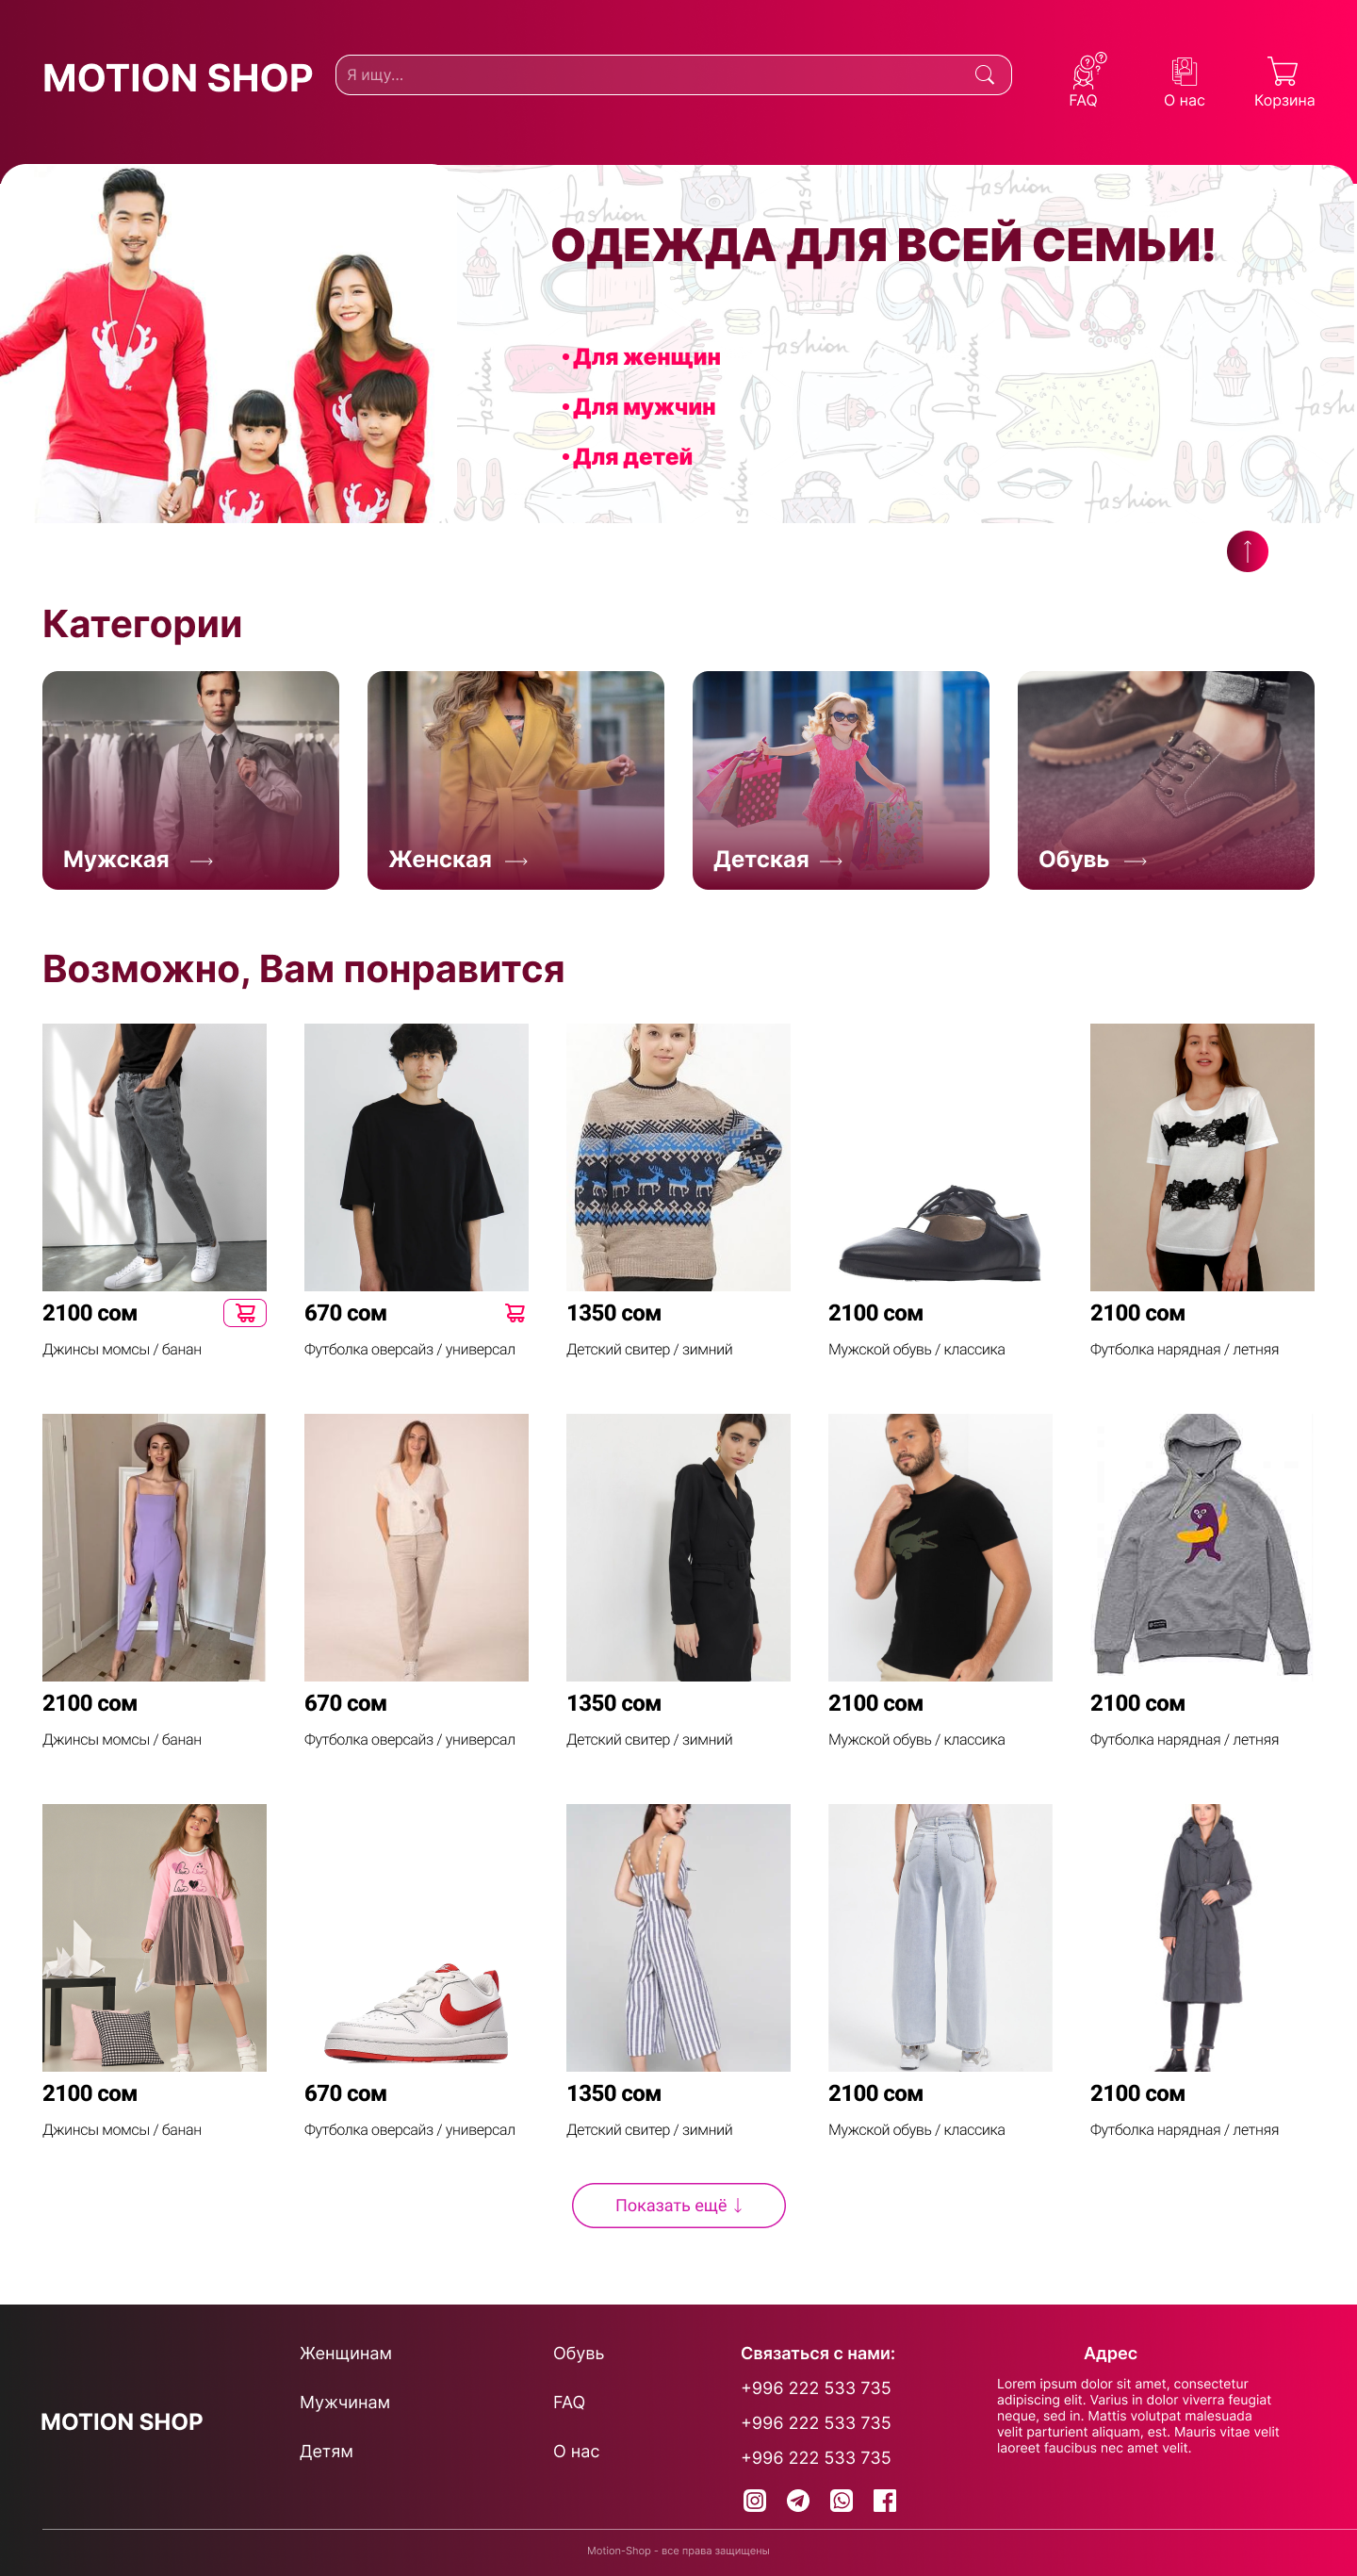 MOTION SHOP
Я ищу...
FAQ
О нас
Корзина
ОДЕЖДА ДЛЯ ВСЕЙ СЕМЬИ!
• Для женщин
• Для мужчин
• Для детей
fashion
fashion
fashion
fashion
fashion
fashion
fashion
Категории
Мужская
Женская
Детская
Обувь
Возможно, Вам понравится
2100 сом
Джинсы момсы / банан
670 сом
Футболка оверсайз / универсал
1350 сом
Детский свитер / зимний
2100 сом
Мужской обувь / классика
2100 сом
Футболка нарядная / летняя
2100 сом
Джинсы момсы / банан
670 сом
Футболка оверсайз / универсал
1350 сом
Детский свитер / зимний
2100 сом
Мужской обувь / классика
2100 сом
Футболка нарядная / летняя
2100 сом
Джинсы момсы / банан
670 сом
Футболка оверсайз / универсал
1350 сом
Детский свитер / зимний
2100 сом
Мужской обувь / классика
2100 сом
Футболка нарядная / летняя
Показать ещё ↓
MOTION SHOP
Женщинам
Мужчинам
Детям
Обувь
FAQ
О нас
Связаться с нами:
+996 222 533 735
+996 222 533 735
+996 222 533 735
Адрес
Lorem ipsum dolor sit amet, consectetur
adipiscing elit. Varius in dolor viverra feugiat
neque, sed in. Mattis volutpat malesuada
velit parturient aliquam, est. Mauris vitae velit
laoreet faucibus nec amet velit.
Motion-Shop - все права защищены